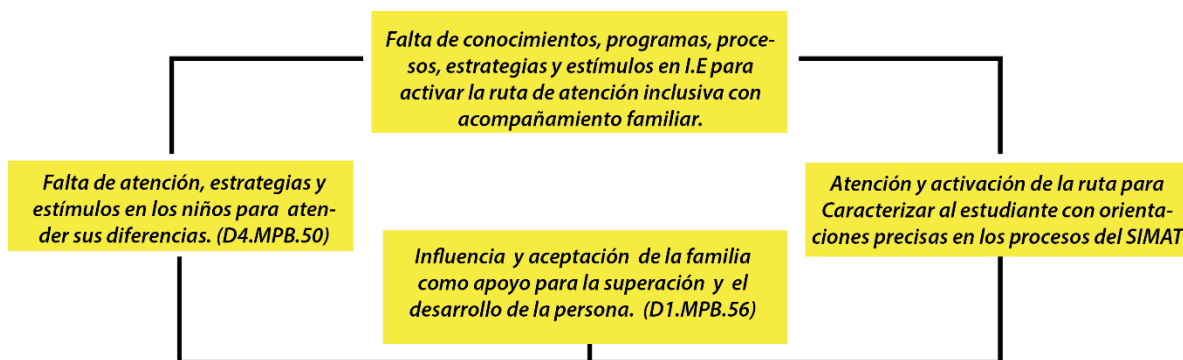 Falta de conocimientos, programas, proce-
sos, estrategias y estímulos en I.E para
activar la ruta de atención inclusiva con
acompañamiento familiar.
Falta de atención, estrategias y
estímulos en los niños para aten-
der sus diferencias. (D4.MPB.50)
Influencia y aceptación de la familia
como apoyo para la superación y el
desarrollo de la persona. (D1.MPB.56)
Atención y activación de la ruta para
Caracterizar al estudiante con orienta-
ciones precisas en los procesos del SIMAT